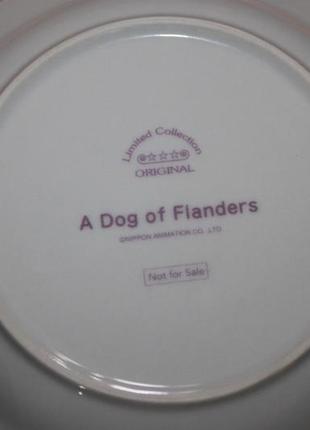 Limited Collection
☆☆☆
ORIGINAL
A Dog of Flanders
©NIPPON ANIMATION CO., LTD.
Not for Sale